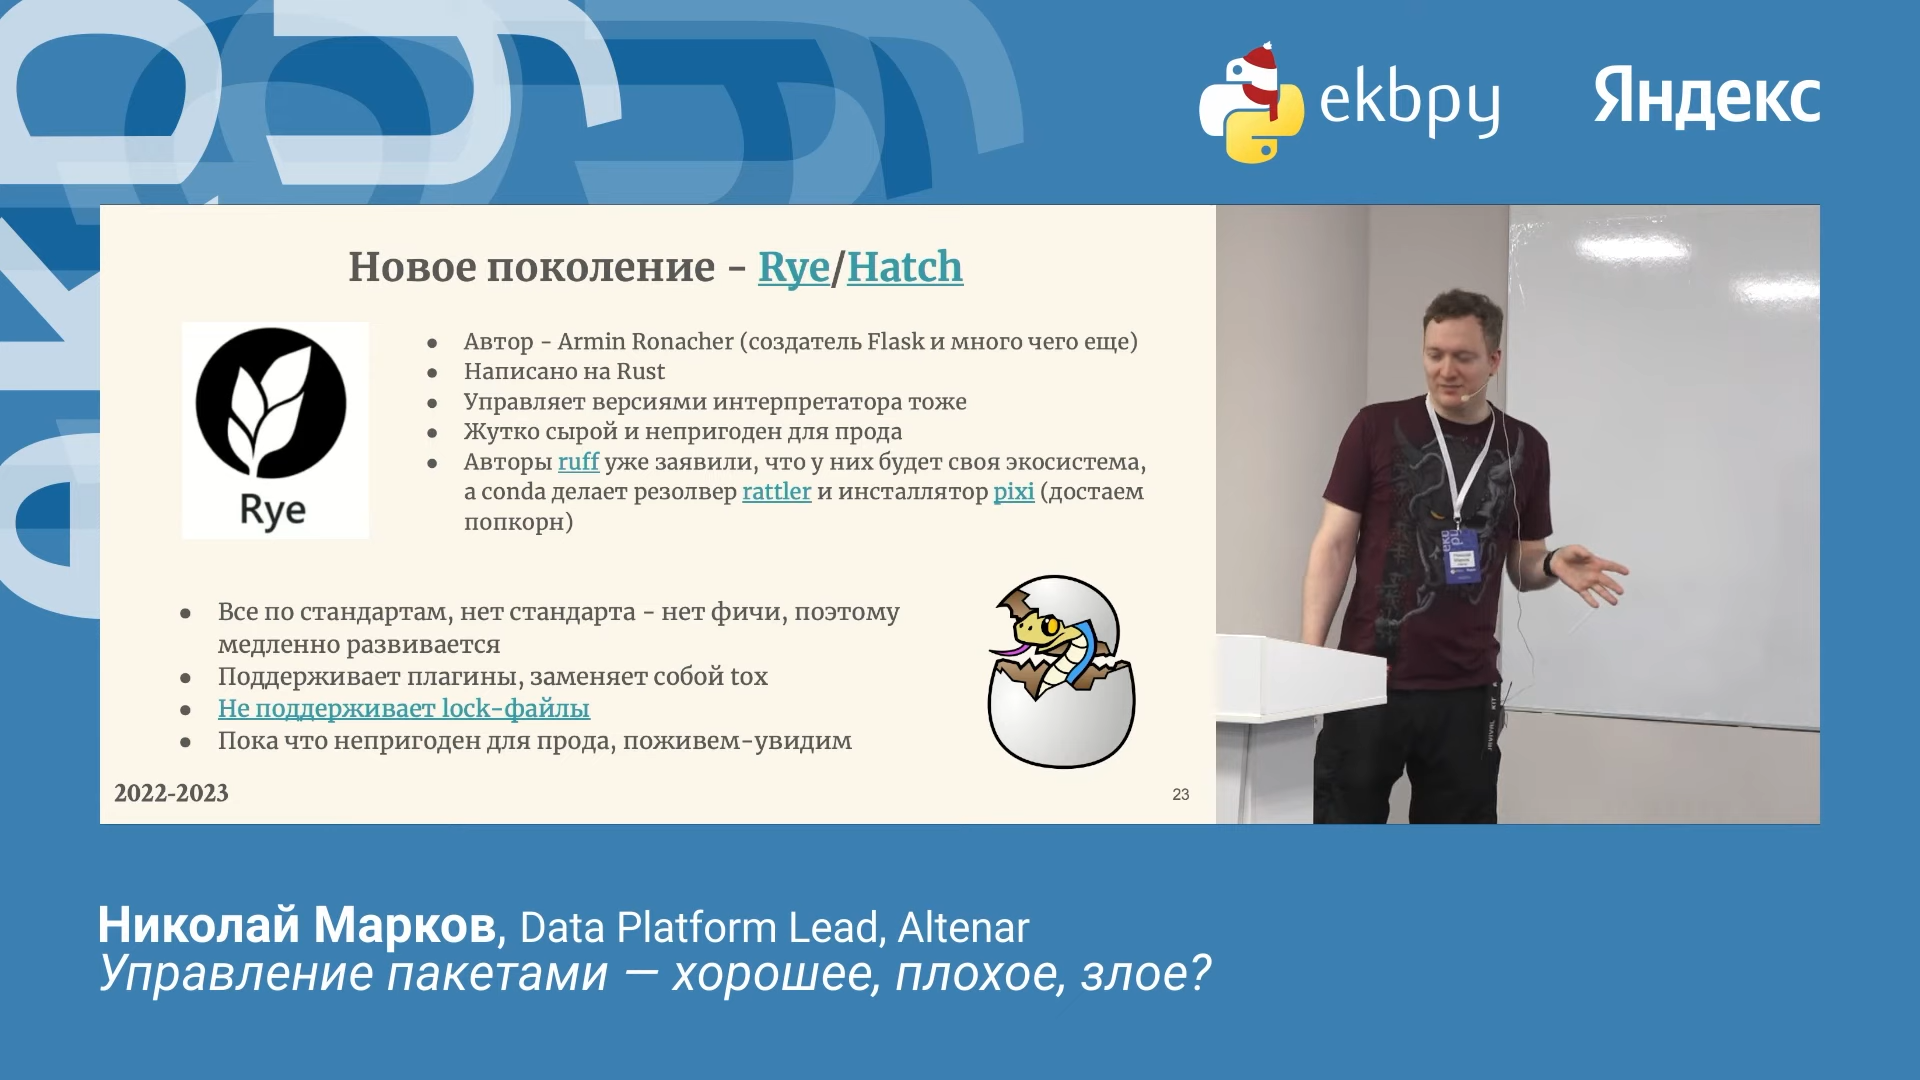 ekbpy
Яндекс
Новое поколение - Rye/Hatch
Rye
● Автор - Armin Ronacher (создатель Flask и много чего еще)
● Написано на Rust
● Управляет версиями интерпретатора тоже
● Жутко сырой и непригоден для прода
● Авторы ruff уже заявили, что у них будет своя экосистема,
а conda делает резолвер rattler и инсталлятор pixi (достаем
попкорн)
● Все по стандартам, нет стандарта - нет фичи, поэтому
медленно развивается
● Поддерживает плагины, заменяет собой tox
● Не поддерживает lock-файлы
● Пока что непригоден для прода, поживем-увидим
2022-2023
23
Николай Марков, Data Platform Lead, Altenar
Управление пакетами — хорошее, плохое, злое?